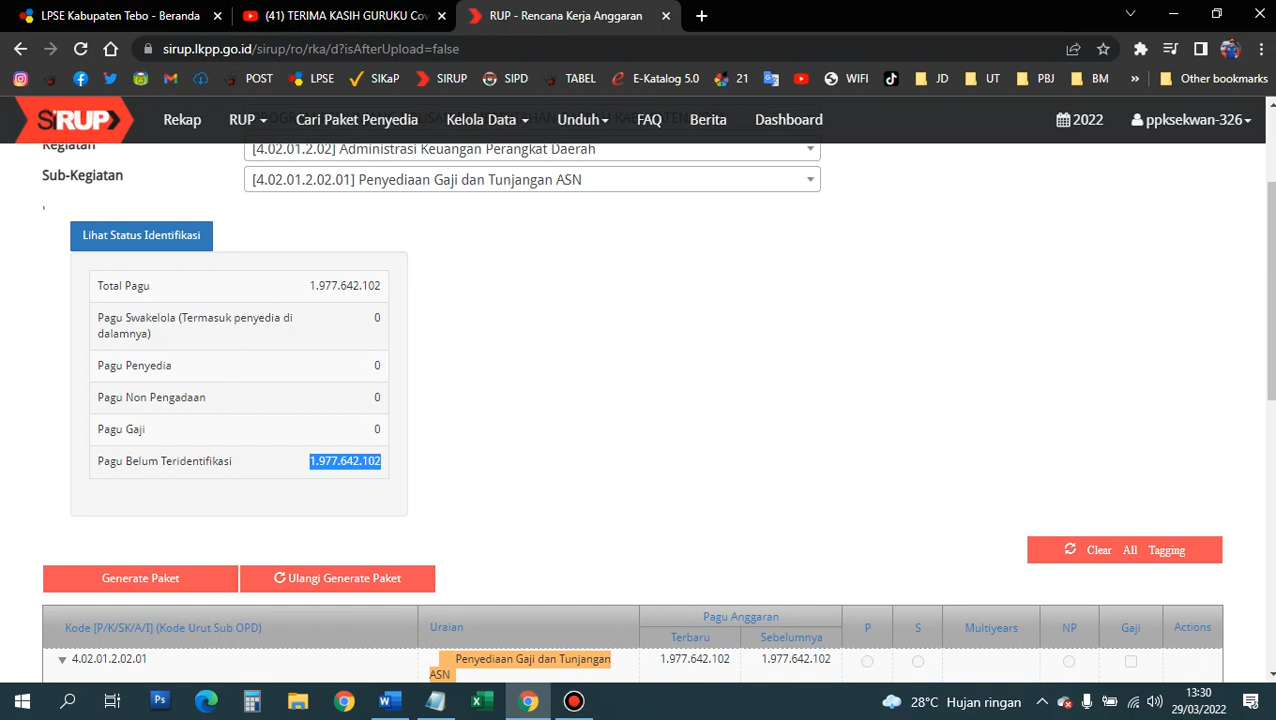 LPSE Kabupaten Tebo - Beranda
(41) TERIMA KASIH GURUKU Cov
RUP - Rencana Kerja Anggaran
sirup.lkpp.go.id/sirup/ro/rka/d?isAfterUpload=false
POST LPSE SIKaP SIRUP SIPD TABEL E-Katalog 5.0 21 WIFI JD UT PBJ BM » Other bookmarks
SiRUP Rekap RUP Cari Paket Penyedia Kelola Data Unduh FAQ Berita Dashboard 2022 ppksekwan-326
Kegiatan [4.02.01.2.02] Administrasi Keuangan Perangkat Daerah
Sub-Kegiatan [4.02.01.2.02.01] Penyediaan Gaji dan Tunjangan ASN
'
Lihat Status Identifikasi
Total Pagu 1.977.642.102
Pagu Swakelola (Termasuk penyedia di 0
dalamnya)
Pagu Penyedia 0
Pagu Non Pengadaan 0
Pagu Gaji 0
Pagu Belum Teridentifikasi 1.977.642.102
Clear All Tagging
Generate Paket Ulangi Generate Paket
Kode [P/K/SK/A/I] (Kode Urut Sub OPD) Uraian Pagu Anggaran P S Multiyears NP Gaji Actions
Terbaru Sebelumnya
4.02.01.2.02.01 Penyediaan Gaji dan Tunjangan 1.977.642.102 1.977.642.102
ASN
Ps 28°C Hujan ringan 13:30
29/03/2022